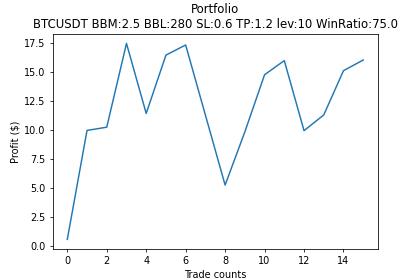 Portfolio
BTCUSDT BBM:2.5 BBL:280 SL:0.6 TP:1.2 lev:10 WinRatio:75.0
17.5
15.0
12.5
10.0
7.5
5.0
2.5
0.0
Profit ($)
0 2 4 6 8 10 12 14
Trade counts